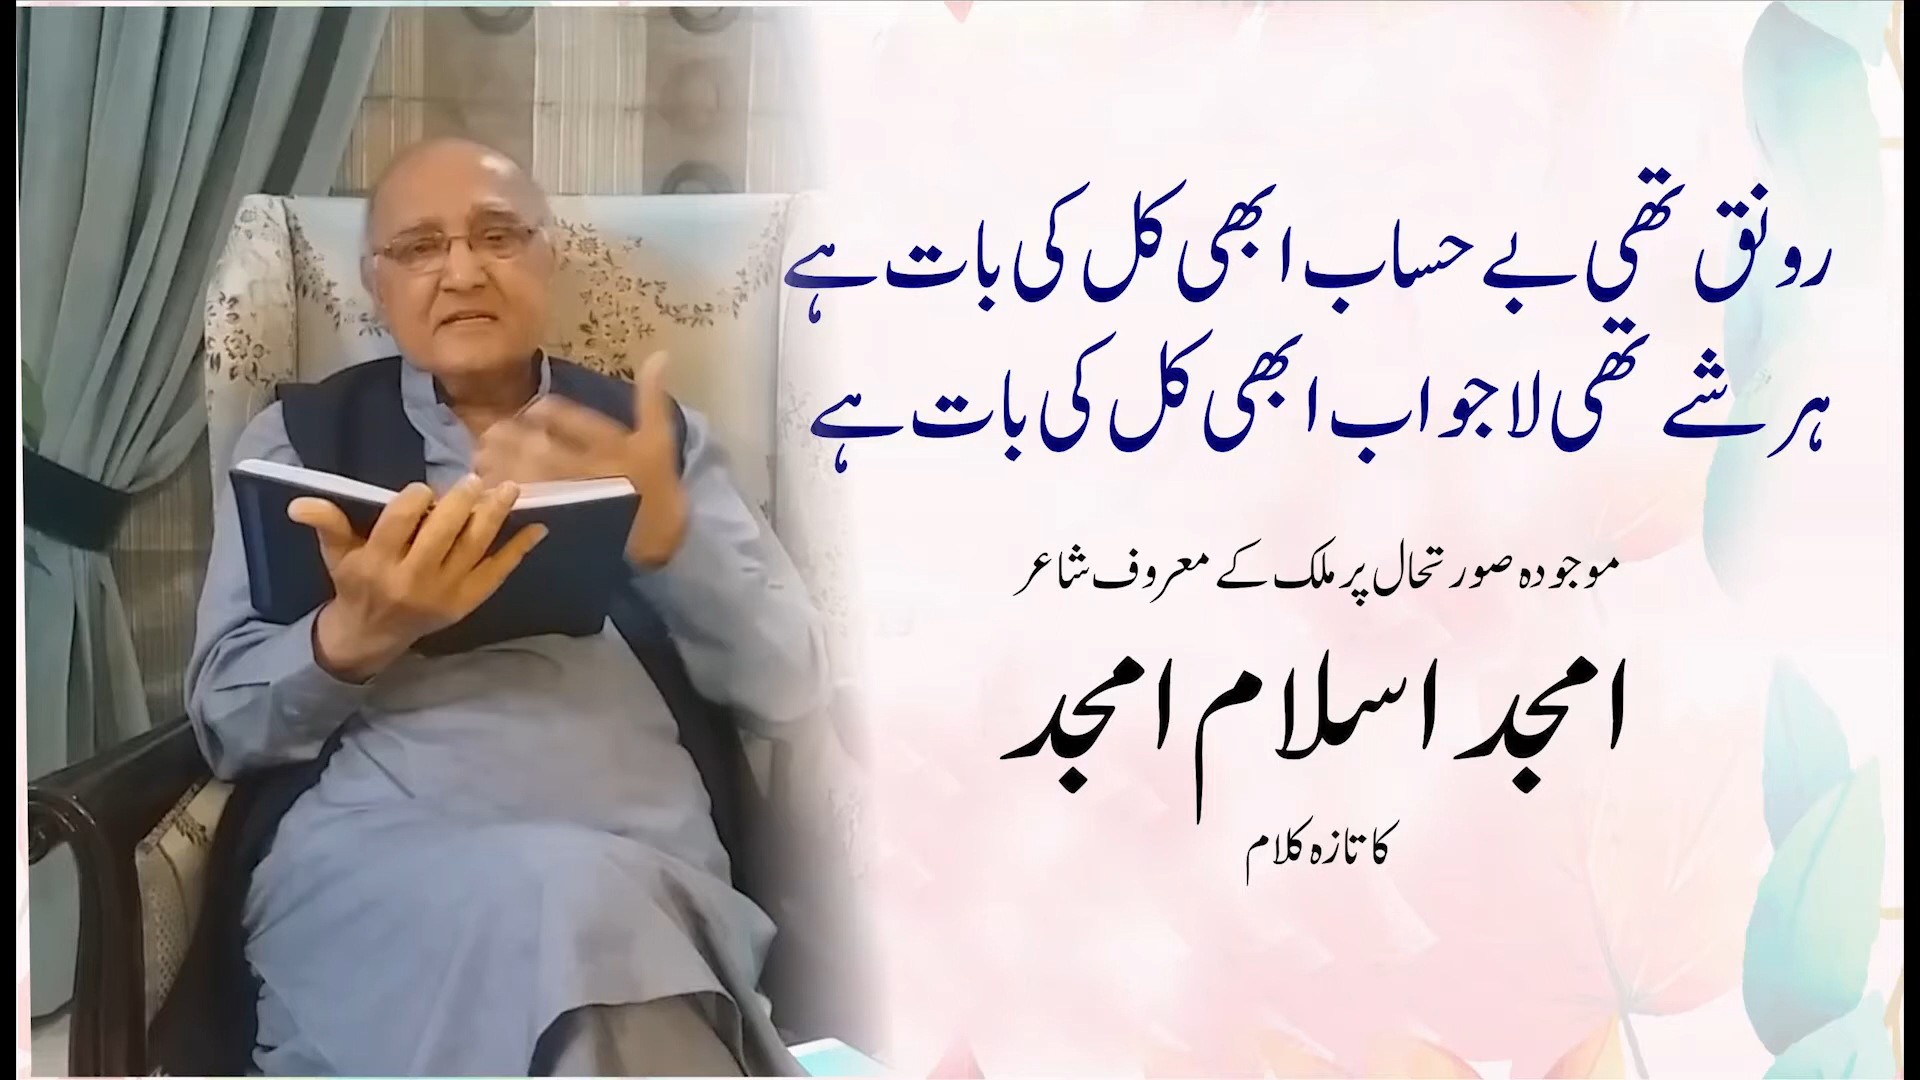 رونق تھی بے حساب ابھی کل کی بات ہے
ہر شے تھی لاجواب ابھی کل کی بات ہے
موجودہ صورتحال پر ملک کے معروف شاعر
امجد اسلام امجد
کا تازہ کلام